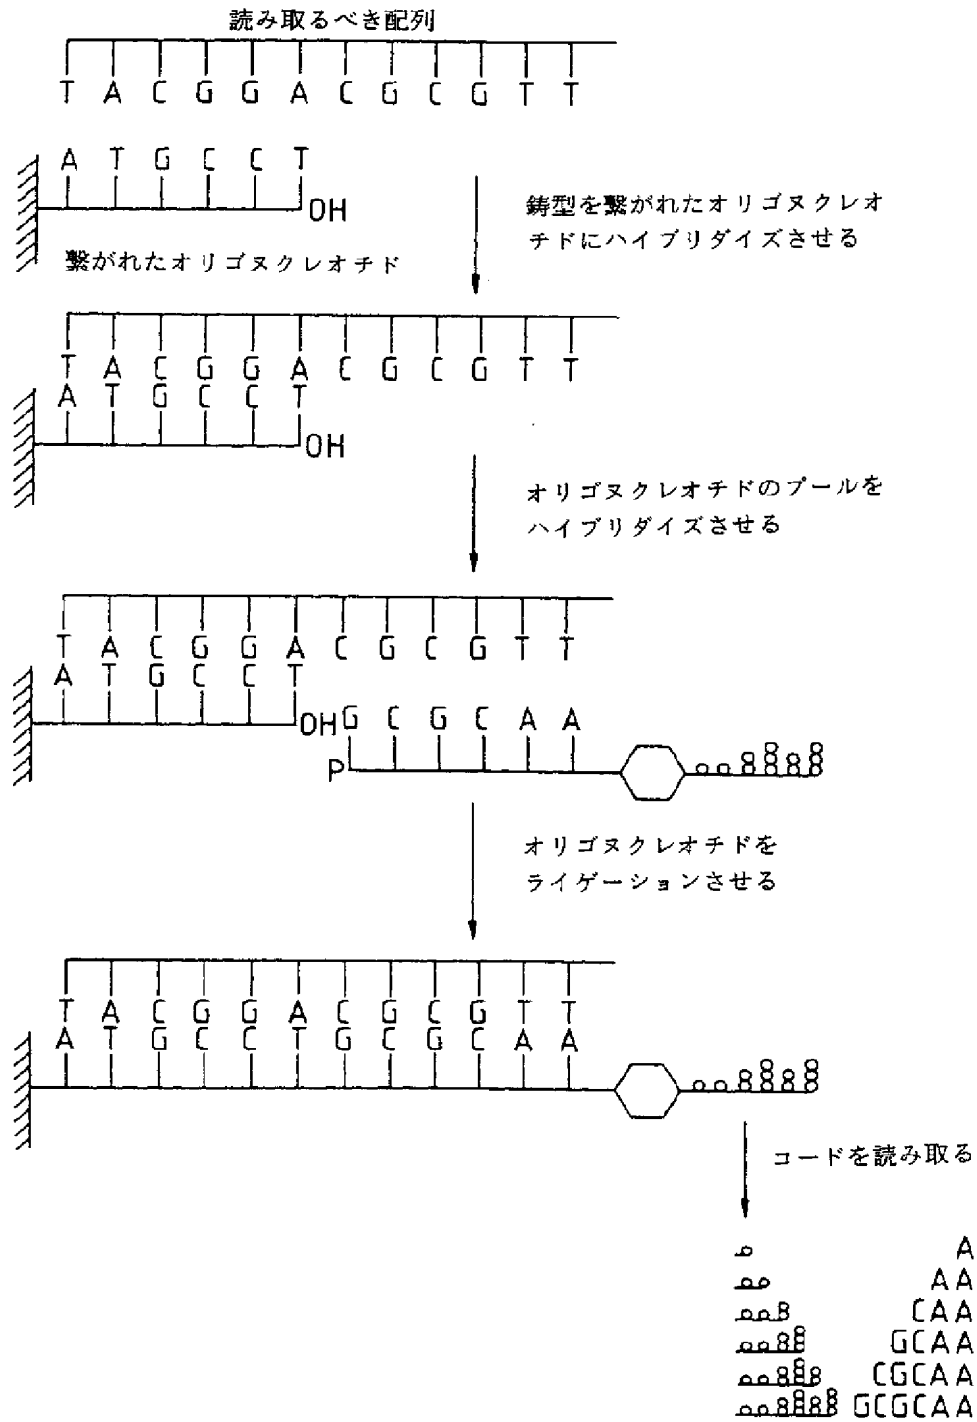 読み取るべき配列
T A C G G A C G C G T T
A T G C C T
OH
鋳型を繋がれたオリゴヌクレオ
チドにハイブリダイズさせる
繋がれたオリゴヌクレオチド
T A C G G A C G C G T T
A T G C C T
OH
オリゴヌクレオチドのプールを
ハイブリダイズさせる
T A C G G A C G C G T T
A T G C C T
OH G C G C A A
P
オリゴヌクレオチドを
ライゲーションさせる
T A C G G A C G C G T T
A T G C C T G C G C A A
コードを読み取る
A
AA
CAA
GCAA
CGCAA
GCGCAA